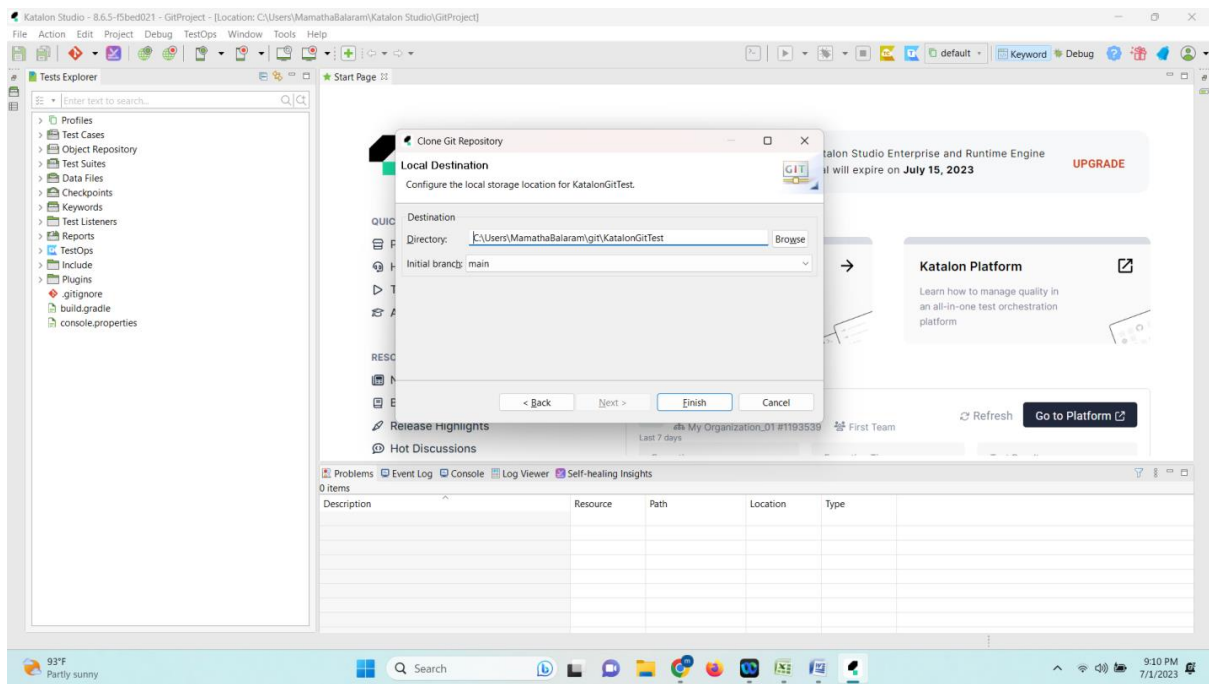 Katalon Studio - 8.6.5-f5bed021 - GitProject - [Location: C:\Users\MamathaBalaram\Katalon Studio\GitProject]
File Action Edit Project Debug TestOps Window Tools Help
default
Keyword
Debug
Tests Explorer
Enter text to search...
Profiles
Test Cases
Object Repository
Test Suites
Data Files
Checkpoints
Keywords
Test Listeners
Reports
TestOps
Include
Plugins
.gitignore
build.gradle
console.properties
Start Page
Studio Enterprise and Runtime Engine
will expire on July 15, 2023
UPGRADE
Clone Git Repository
Local Destination
Configure the local storage location for KatalonGitTest.
GIT
Destination
Directory: C:\Users\MamathaBalaram\git\KatalonGitTest
Browse
Initial branch: main
< Back Next > Finish Cancel
Katalon Platform
Learn how to manage quality in
an all-in-one test orchestration
platform
Release Highlights
Hot Discussions
My Organization_01 #1193539 First Team
Last 7 days
Refresh
Go to Platform
Problems Event Log Console Log Viewer Self-healing Insights
0 items
Description Resource Path Location Type
93°F
Partly sunny
Search
9:10 PM
7/1/2023